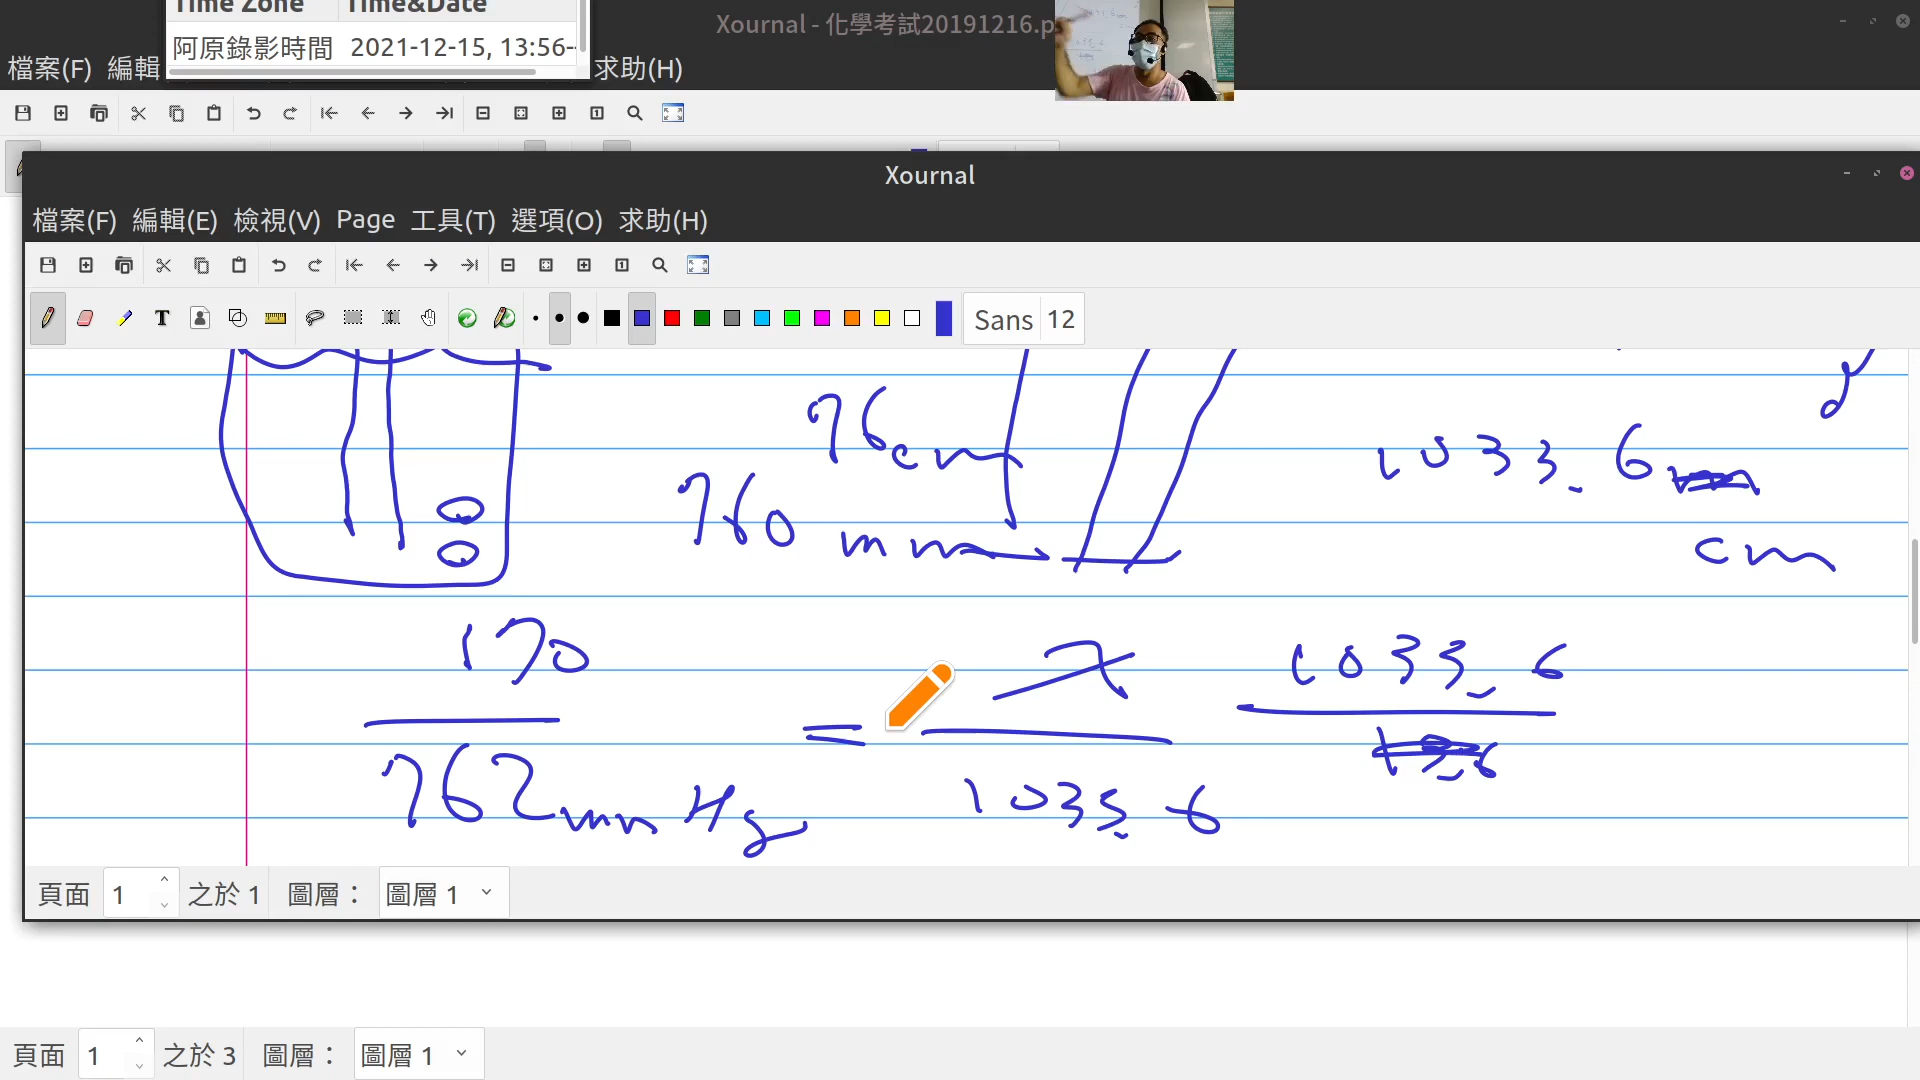 Time Zone Time&Date
阿原錄影時間 2021-12-15, 13:56-
Xournal - 化學考試20191216.p
檔案(F) 編輯 求助(H)
Xournal
檔案(F) 編輯(E) 檢視(V) Page 工具(T) 選項(O) 求助(H)
Sans 12
76cm
760 mm
1033.6
cm
170
762mmHg
=
x
1033.6
1033.6
頁面 1 之於 1 圖層： 圖層 1
頁面 1 之於 3 圖層： 圖層 1